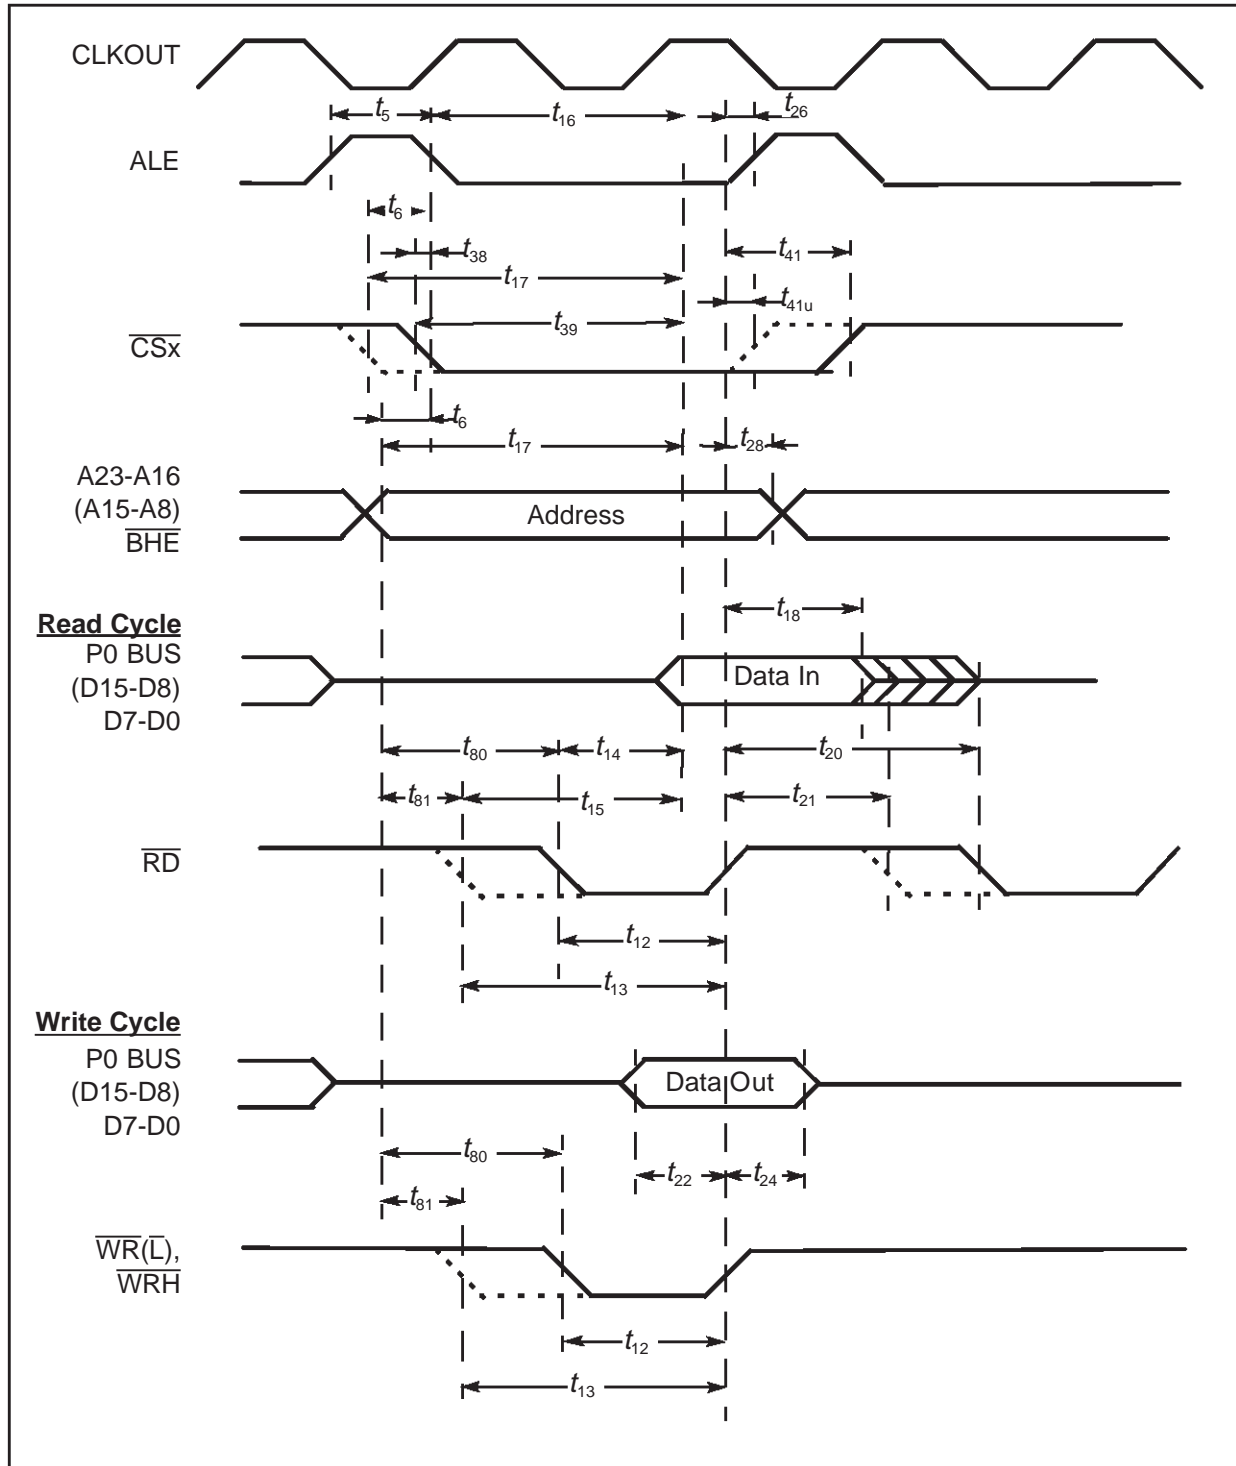 CLKOUT
t5
t16
t26
ALE
t6
t38
t41
t17
t41u
t39
CSx
t6
t17
t28
A23-A16
(A15-A8)
BHE
Address
t18
Read Cycle
P0 BUS
(D15-D8)
D7-D0
Data In
t80
t14
t20
t81
t15
t21
RD
t12
t13
Write Cycle
P0 BUS
(D15-D8)
D7-D0
Data Out
t80
t22
t24
t81
WR(L),
WRH
t12
t13